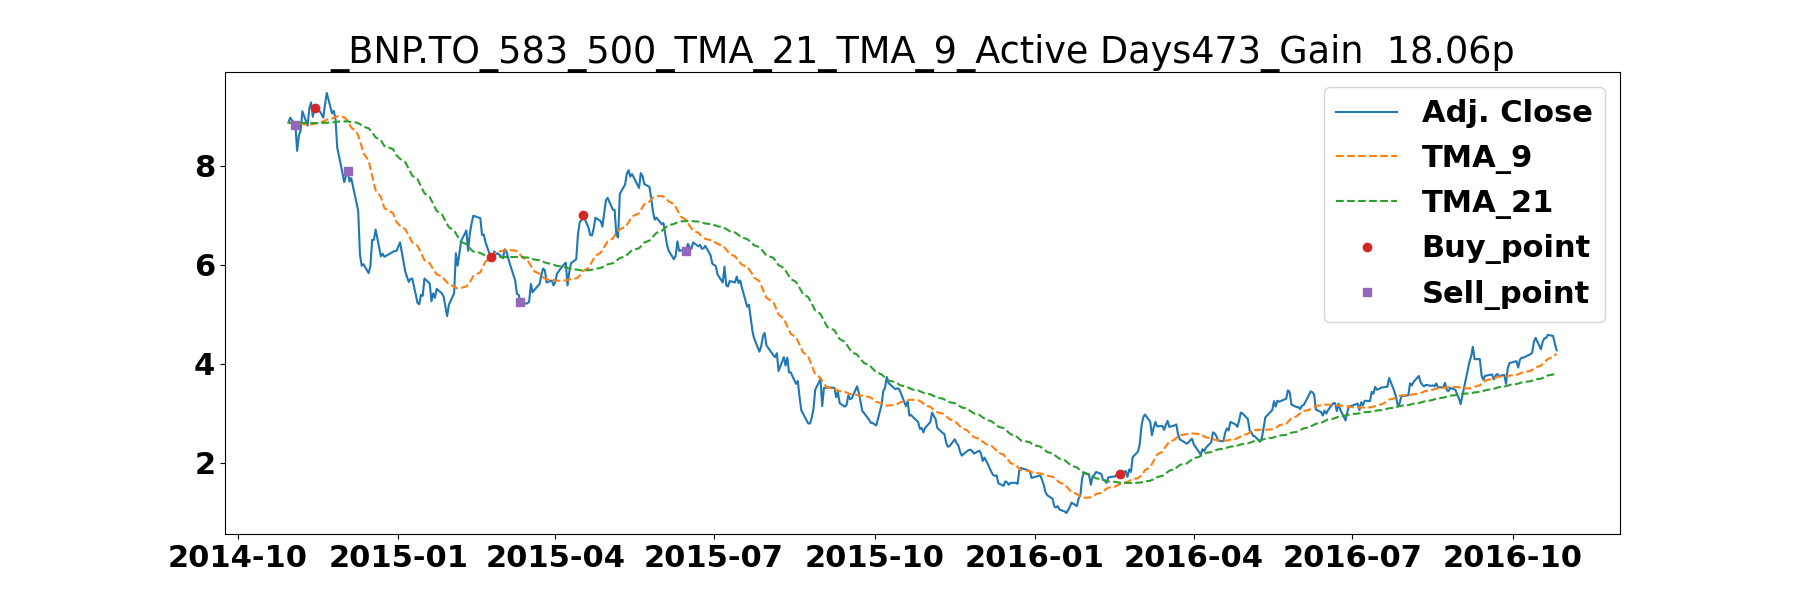 _BNP.TO_583_500_TMA_21_TMA_9_Active Days473_Gain  18.06p
Adj. Close
TMA_9
TMA_21
Buy_point
Sell_point
8
6
4
2
2014-10 2015-01 2015-04 2015-07 2015-10 2016-01 2016-04 2016-07 2016-10